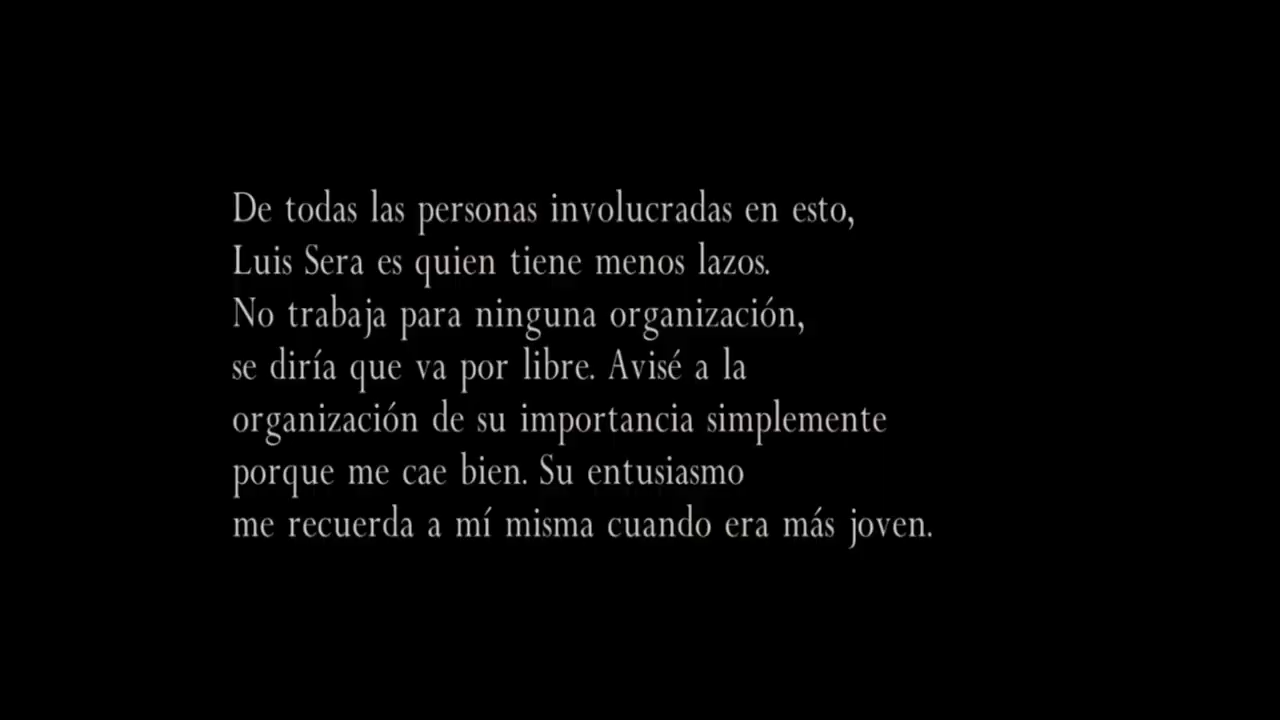 De todas las personas involucradas en esto,
Luis Sera es quien tiene menos lazos.
No trabaja para ninguna organización,
se diría que va por libre. Avisé a la
organización de su importancia simplemente
porque me cae bien. Su entusiasmo
me recuerda a mí misma cuando era más joven.